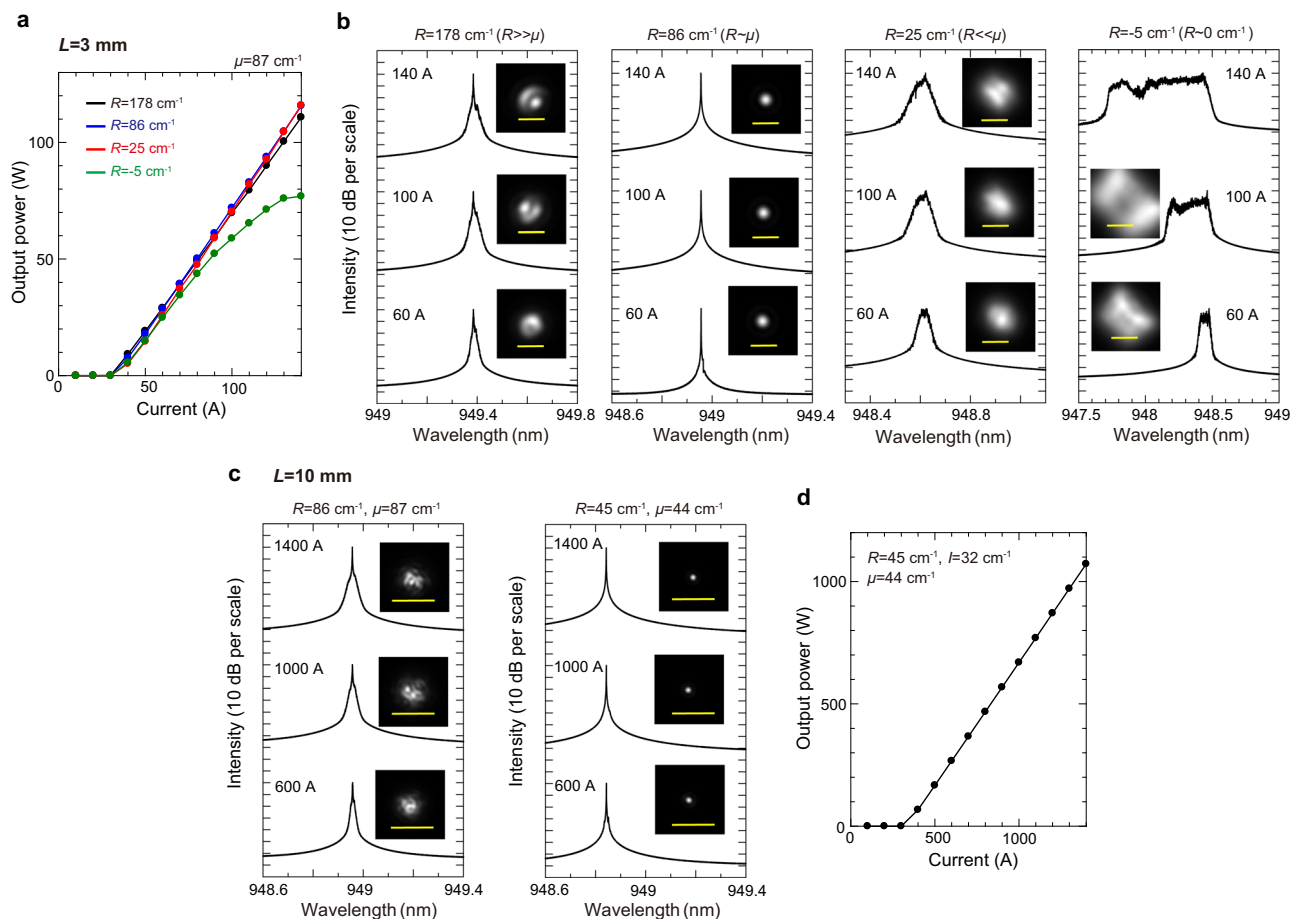 a
L=3 mm
μ=87 cm⁻¹
R=178 cm⁻¹
R=86 cm⁻¹
R=25 cm⁻¹
R=-5 cm⁻¹
Output power (W)
100
50
0
50
100
Current (A)
b
Intensity (10 dB per scale)
R=178 cm⁻¹ (R>>μ)
140 A
100 A
60 A
949
949.4
949.8
Wavelength (nm)
R=86 cm⁻¹ (R~μ)
140 A
100 A
60 A
948.6
949
949.4
Wavelength (nm)
R=25 cm⁻¹ (R<<μ)
140 A
100 A
60 A
948.4
948.8
Wavelength (nm)
R=-5 cm⁻¹ (R~0 cm⁻¹)
140 A
100 A
60 A
947.5
948
948.5
949
Wavelength (nm)
c
L=10 mm
R=86 cm⁻¹, μ=87 cm⁻¹
Intensity (10 dB per scale)
1400 A
1000 A
600 A
948.6
949
949.4
Wavelength (nm)
R=45 cm⁻¹, μ=44 cm⁻¹
Intensity (10 dB per scale)
1400 A
1000 A
600 A
948.6
949
949.4
Wavelength (nm)
d
R=45 cm⁻¹, I=32 cm⁻¹
μ=44 cm⁻¹
Output power (W)
1000
500
0
0
500
1000
Current (A)